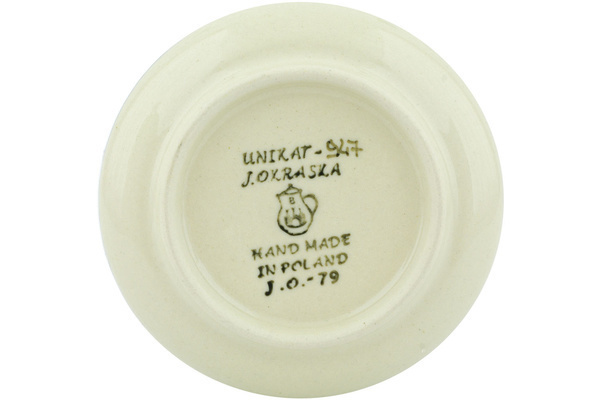 UNIKAT - 947
J.OKRASKA
B
HAND MADE
IN POLAND
J.O.-79